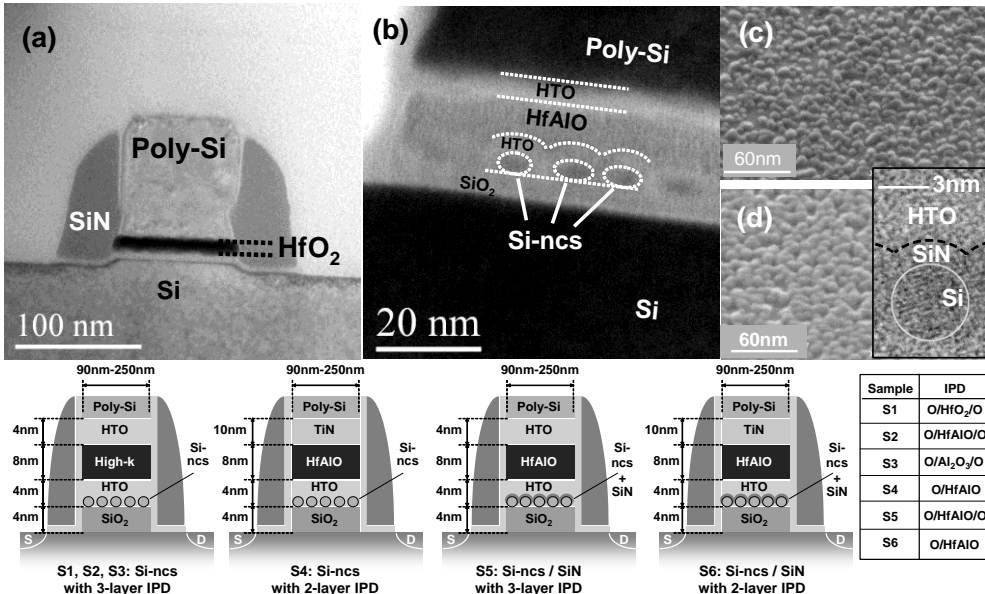 (a)
Poly-Si
SiN
HfO2
Si
100 nm
(b)
Poly-Si
HTO
HfAlO
HTO
SiO2
Si-ncs
Si
20 nm
(c)
60nm
(d)
60nm
3nm
HTO
SiN
Si
90nm-250nm
Poly-Si
4nm
HTO
8nm
High-k
Si-
ncs
4nm
HTO
4nm
SiO2
S
D
S1, S2, S3: Si-ncs
with 3-layer IPD
90nm-250nm
Poly-Si
10nm
TiN
8nm
HfAlO
Si-
ncs
4nm
HTO
4nm
SiO2
S
D
S4: Si-ncs
with 2-layer IPD
90nm-250nm
Poly-Si
4nm
HTO
8nm
HfAlO
Si-
ncs
+
SiN
4nm
HTO
4nm
SiO2
S
D
S5: Si-ncs / SiN
with 3-layer IPD
90nm-250nm
Poly-Si
10nm
TiN
8nm
HfAlO
Si-
ncs
+
SiN
4nm
HTO
4nm
SiO2
S
D
S6: Si-ncs / SiN
with 2-layer IPD
Sample IPD
S1 O/HfO2/O
S2 O/HfAlO/O
S3 O/Al2O3/O
S4 O/HfAlO
S5 O/HfAlO/O
S6 O/HfAlO